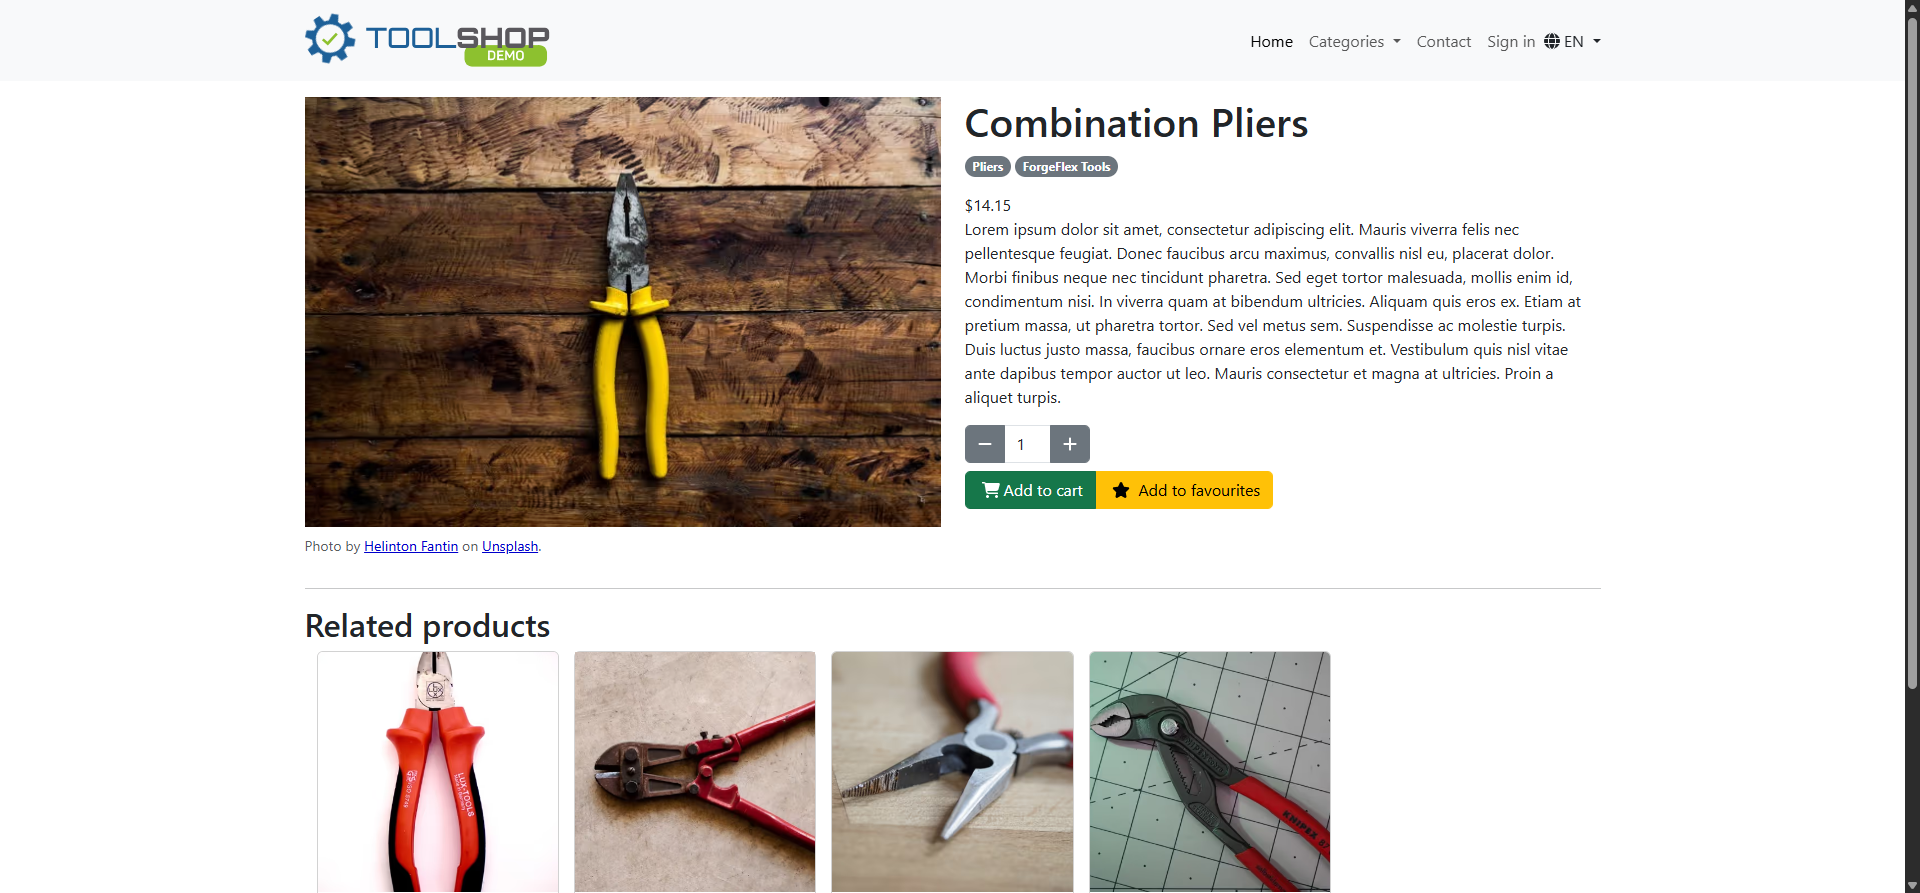 TOOLSHOP
DEMO
Home
Categories
Contact
Sign in
EN
Combination Pliers
Pliers
ForgeFlex Tools
$14.15
Lorem ipsum dolor sit amet, consectetur adipiscing elit. Mauris viverra felis nec
pellentesque feugiat. Donec faucibus arcu maximus, convallis nisl eu, placerat dolor.
Morbi finibus neque nec tincidunt pharetra. Sed eget tortor malesuada, mollis enim id,
condimentum nisi. In viverra quam at bibendum ultricies. Aliquam quis eros ex. Etiam at
pretium massa, ut pharetra tortor. Sed vel metus sem. Suspendisse ac molestie turpis.
Duis luctus justo massa, faucibus ornare eros elementum et. Vestibulum quis nisl vitae
ante dapibus tempor auctor ut leo. Mauris consectetur et magna at ultricies. Proin a
aliquet turpis.
1
Add to cart
Add to favourites
Photo by Helinton Fantin on Unsplash.
Related products
LUX-TOOLS
KNIPEX